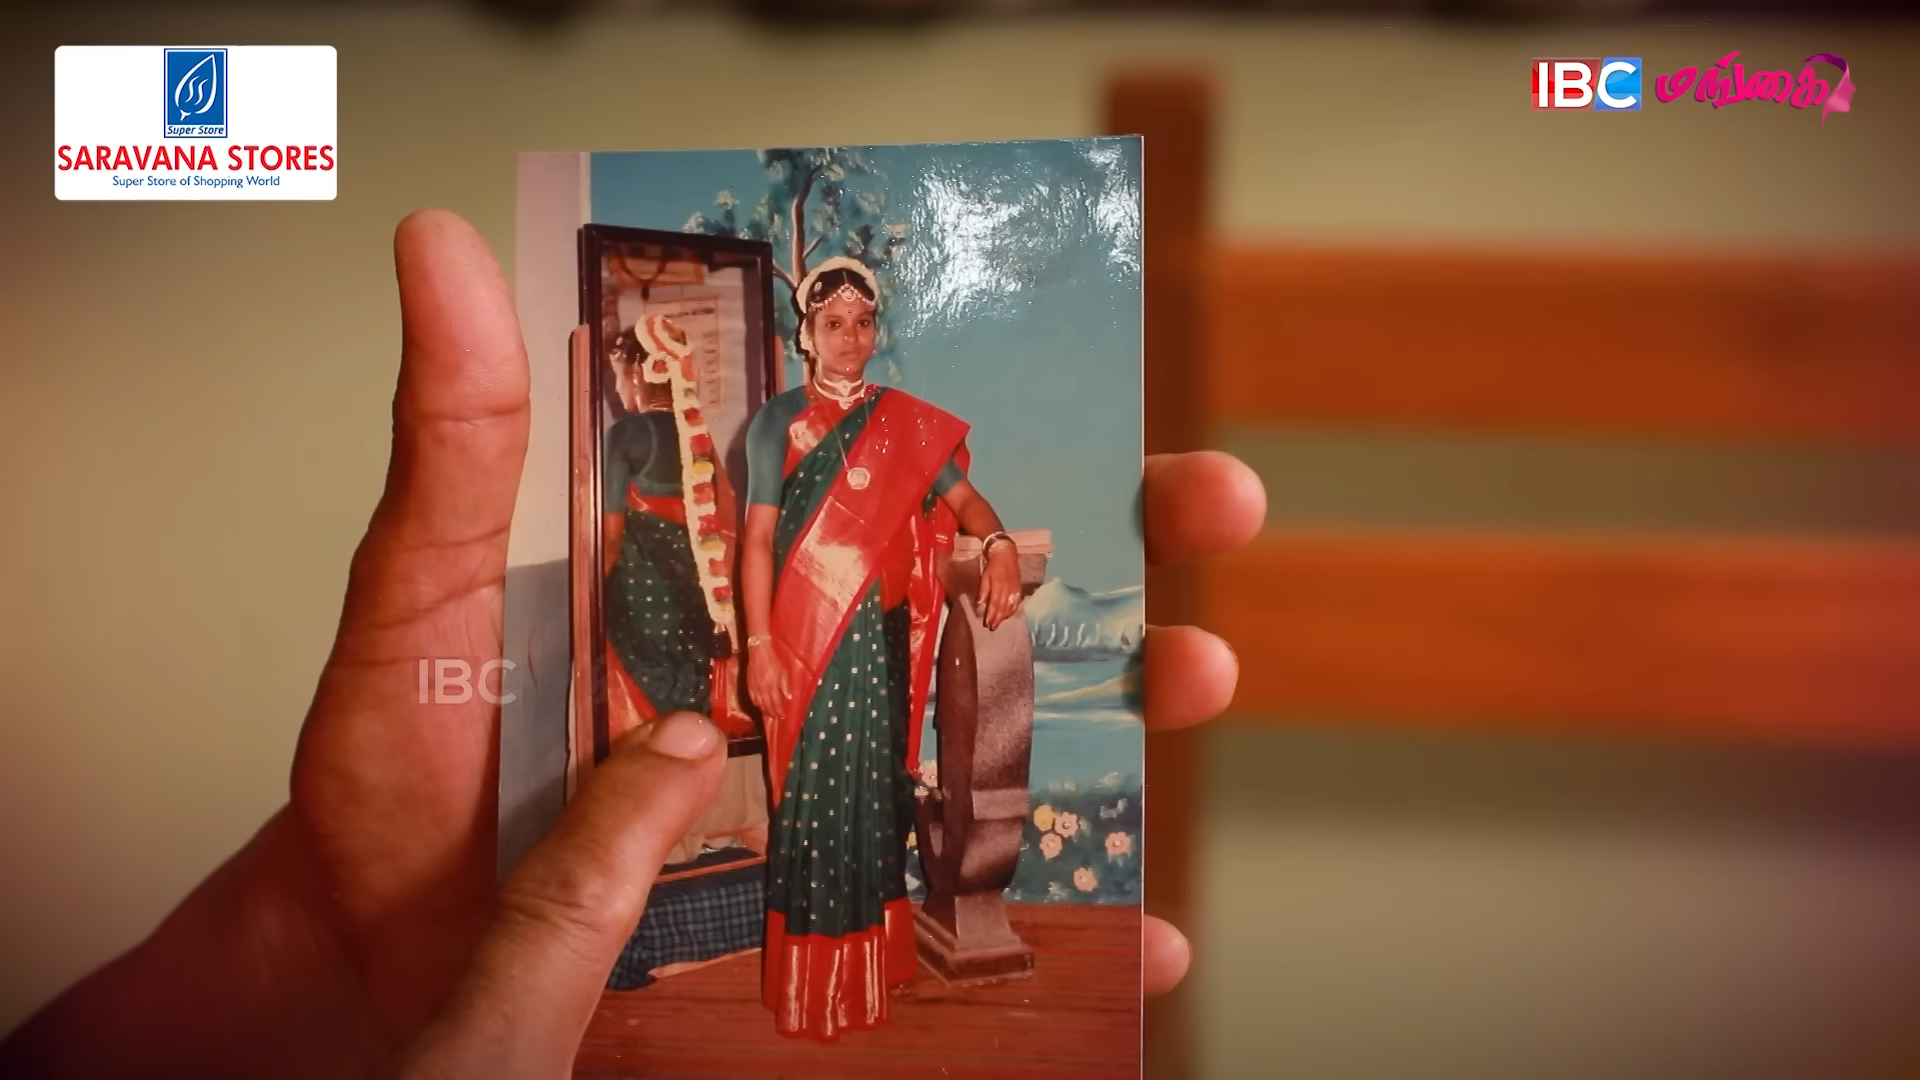 Super Store
SARAVANA STORES
Super Store of Shopping World
IBC மங்கை
IBC